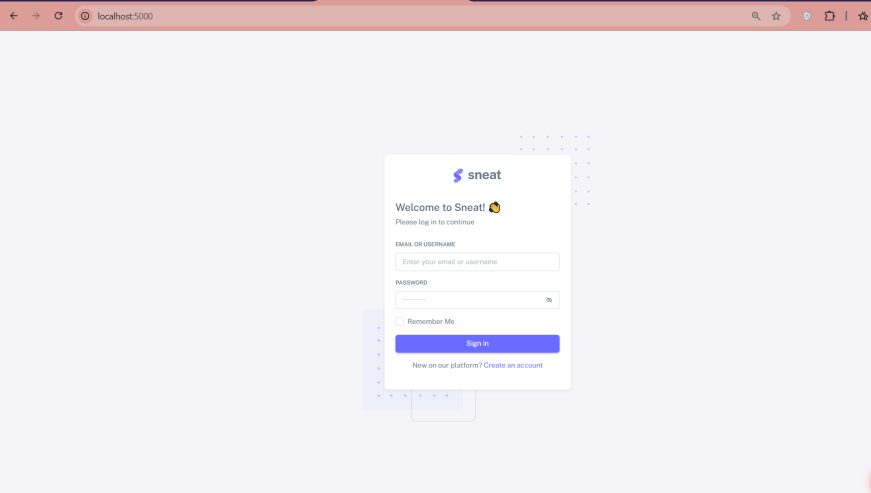 localhost:5000
sneat
Welcome to Sneat! 👋
Please log in to continue
EMAIL OR USERNAME
Enter your email or username
PASSWORD
Remember Me
Sign in
New on our platform? Create an account